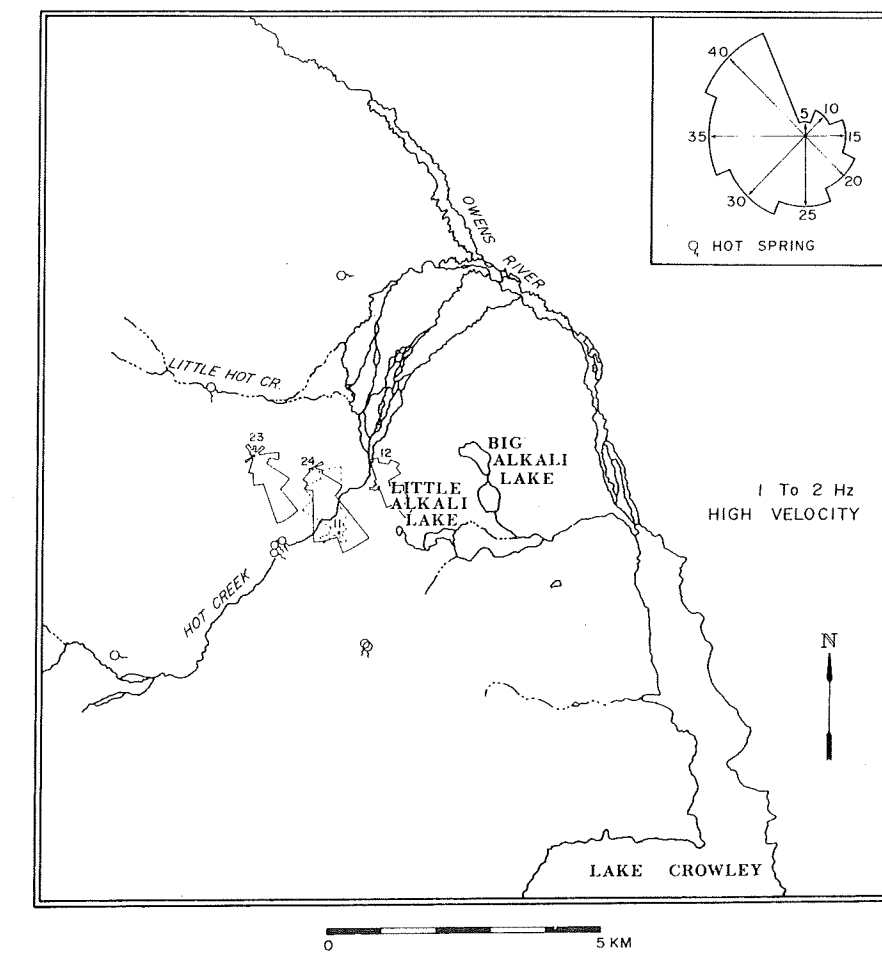 40
5
10
35
15
20
30
25
HOT SPRING
OWENS
RIVER
LITTLE HOT CR.
23
24
12
BIG
ALKALI
LAKE
LITTLE
ALKALI
LAKE
11
1 To 2 Hz
HIGH VELOCITY
HOT CREEK
N
LAKE CROWLEY
0
5 KM